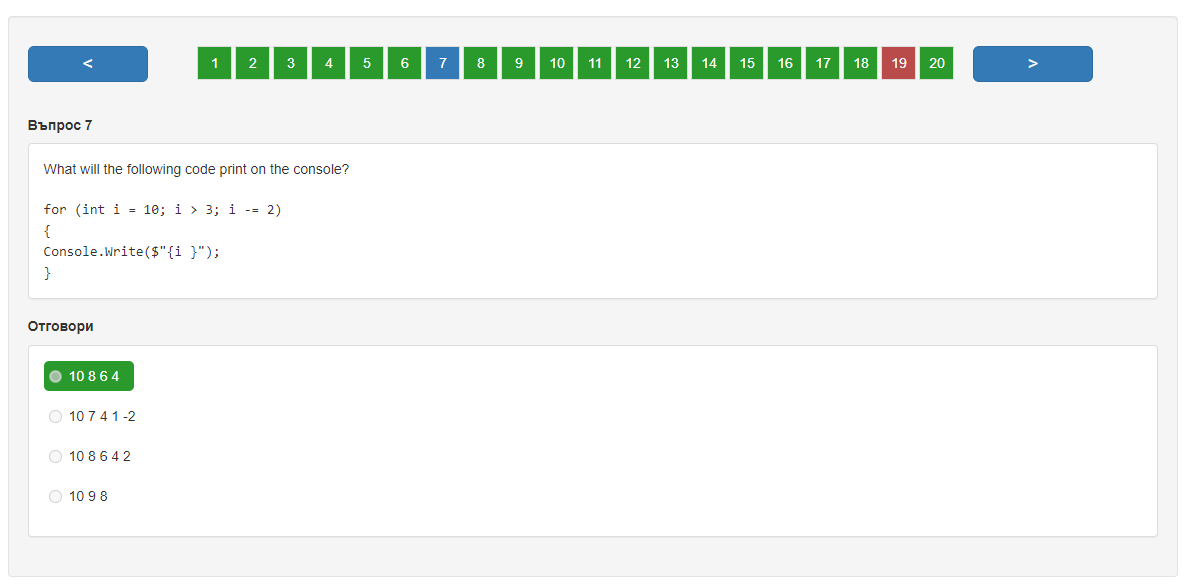 < 1 2 3 4 5 6 7 8 9 10 11 12 13 14 15 16 17 18 19 20 >
Въпрос 7
What will the following code print on the console?
for (int i = 10; i > 3; i -= 2)
{
Console.Write($"{i }");
}
Отговори
10 8 6 4
10 7 4 1 -2
10 8 6 4 2
10 9 8